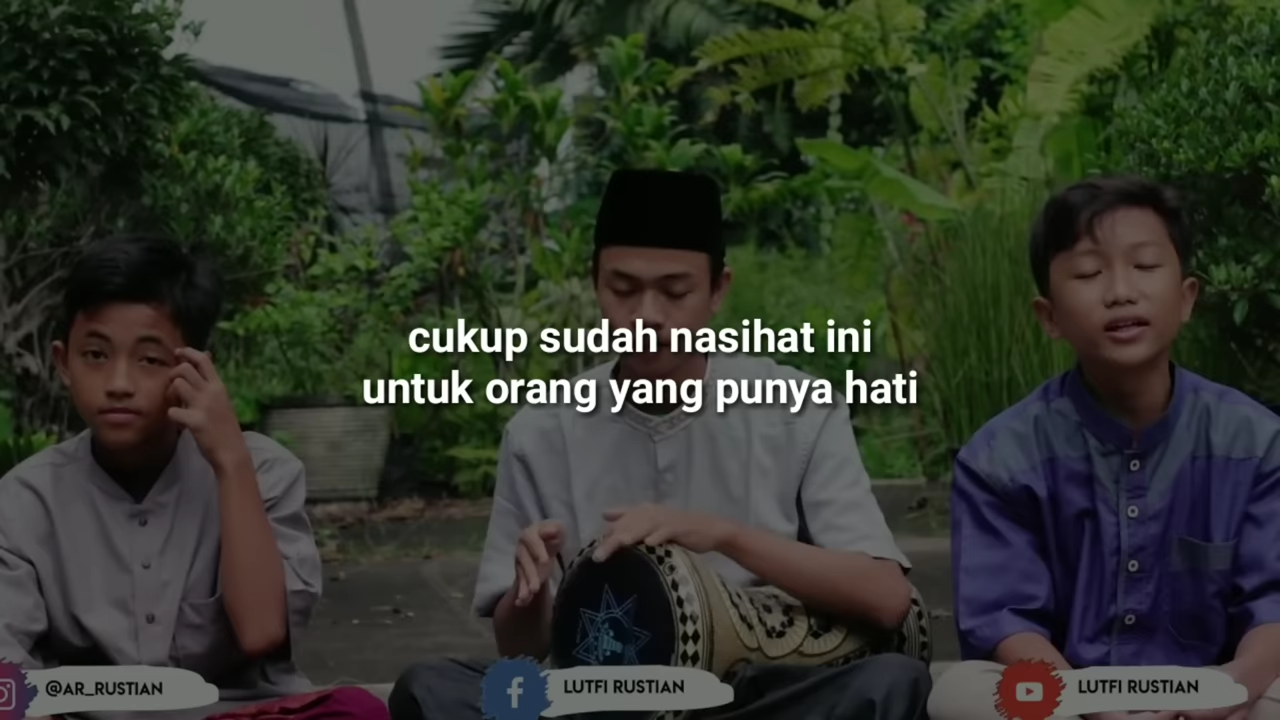 cukup sudah nasihat ini
untuk orang yang punya hati
@AR_RUSTIAN
LUTFI RUSTIAN
LUTFI RUSTIAN